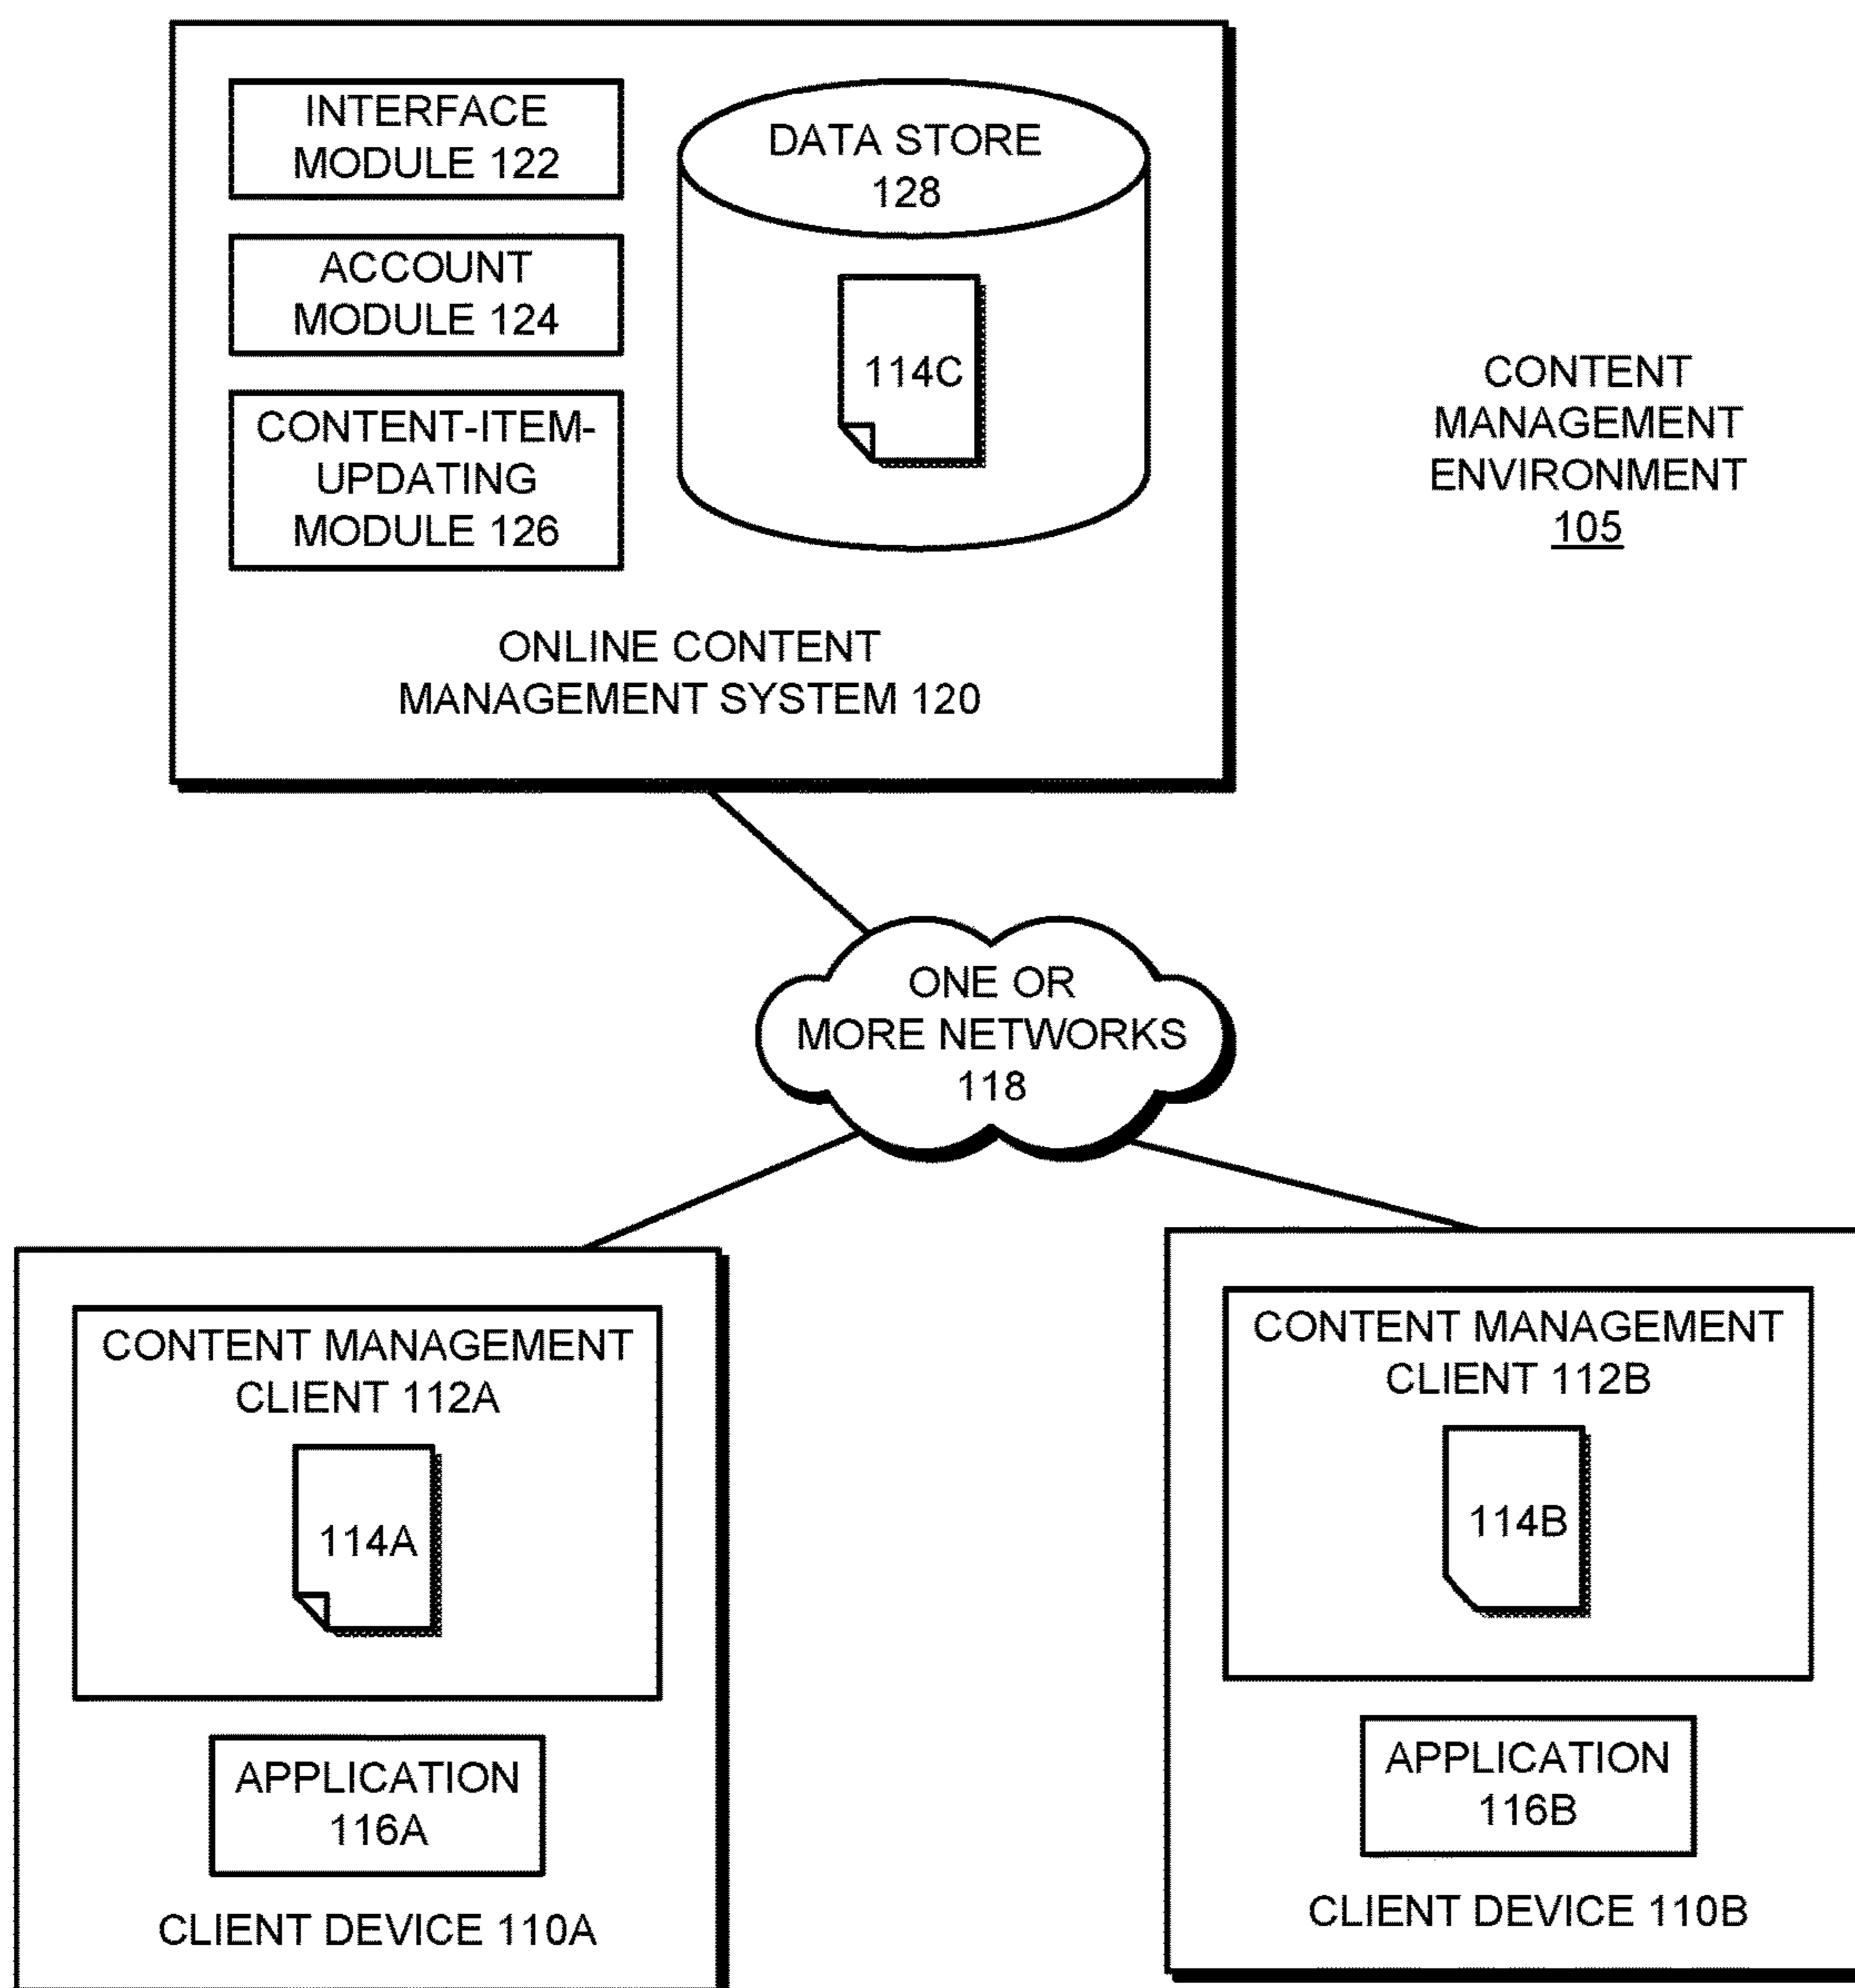 INTERFACE
MODULE 122
ACCOUNT
MODULE 124
CONTENT-ITEM-
UPDATING
MODULE 126
DATA STORE
128
114C
ONLINE CONTENT
MANAGEMENT SYSTEM 120
CONTENT
MANAGEMENT
ENVIRONMENT
105
ONE OR
MORE NETWORKS
118
CONTENT MANAGEMENT
CLIENT 112A
114A
APPLICATION
116A
CLIENT DEVICE 110A
CONTENT MANAGEMENT
CLIENT 112B
114B
APPLICATION
116B
CLIENT DEVICE 110B